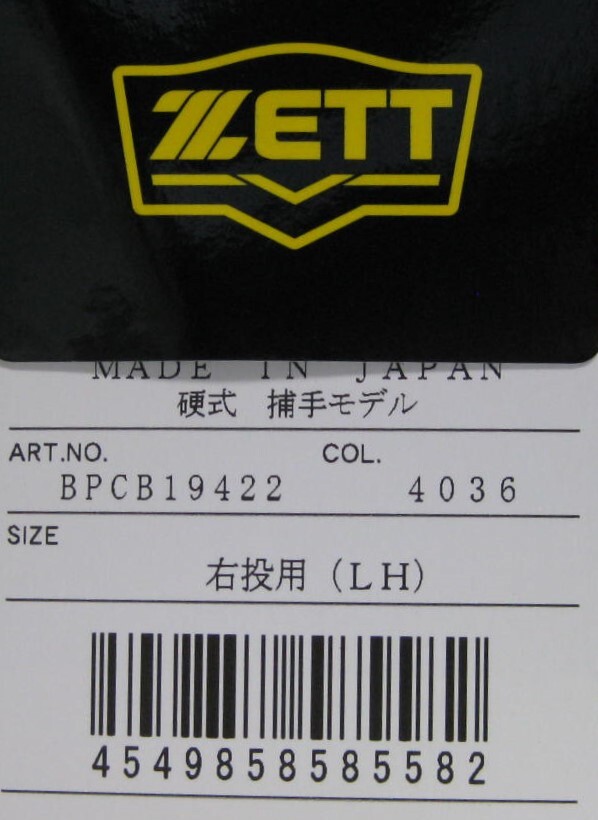 ZETT
MADE IN JAPAN
硬式 捕手モデル
ART.NO. COL.
BPCB19422 4036
SIZE
右投用(LH)
4549858585582